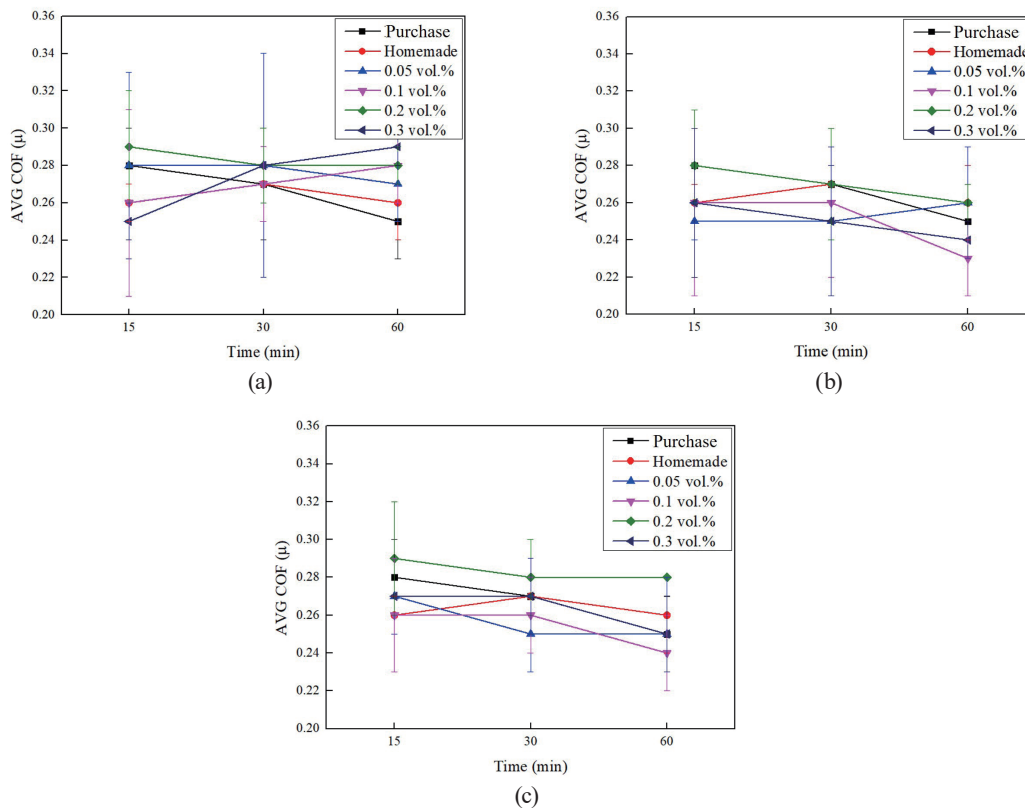 0.36
0.34
0.32
0.30
0.28
0.26
0.24
0.22
0.20
AVG COF (μ)
15 30 60
Time (min)
Purchase
Homemade
0.05 vol.%
0.1 vol.%
0.2 vol.%
0.3 vol.%
(a)
0.36
0.34
0.32
0.30
0.28
0.26
0.24
0.22
0.20
AVG COF (μ)
15 30 60
Time (min)
Purchase
Homemade
0.05 vol.%
0.1 vol.%
0.2 vol.%
0.3 vol.%
(b)
0.36
0.34
0.32
0.30
0.28
0.26
0.24
0.22
0.20
AVG COF (μ)
15 30 60
Time (min)
Purchase
Homemade
0.05 vol.%
0.1 vol.%
0.2 vol.%
0.3 vol.%
(c)